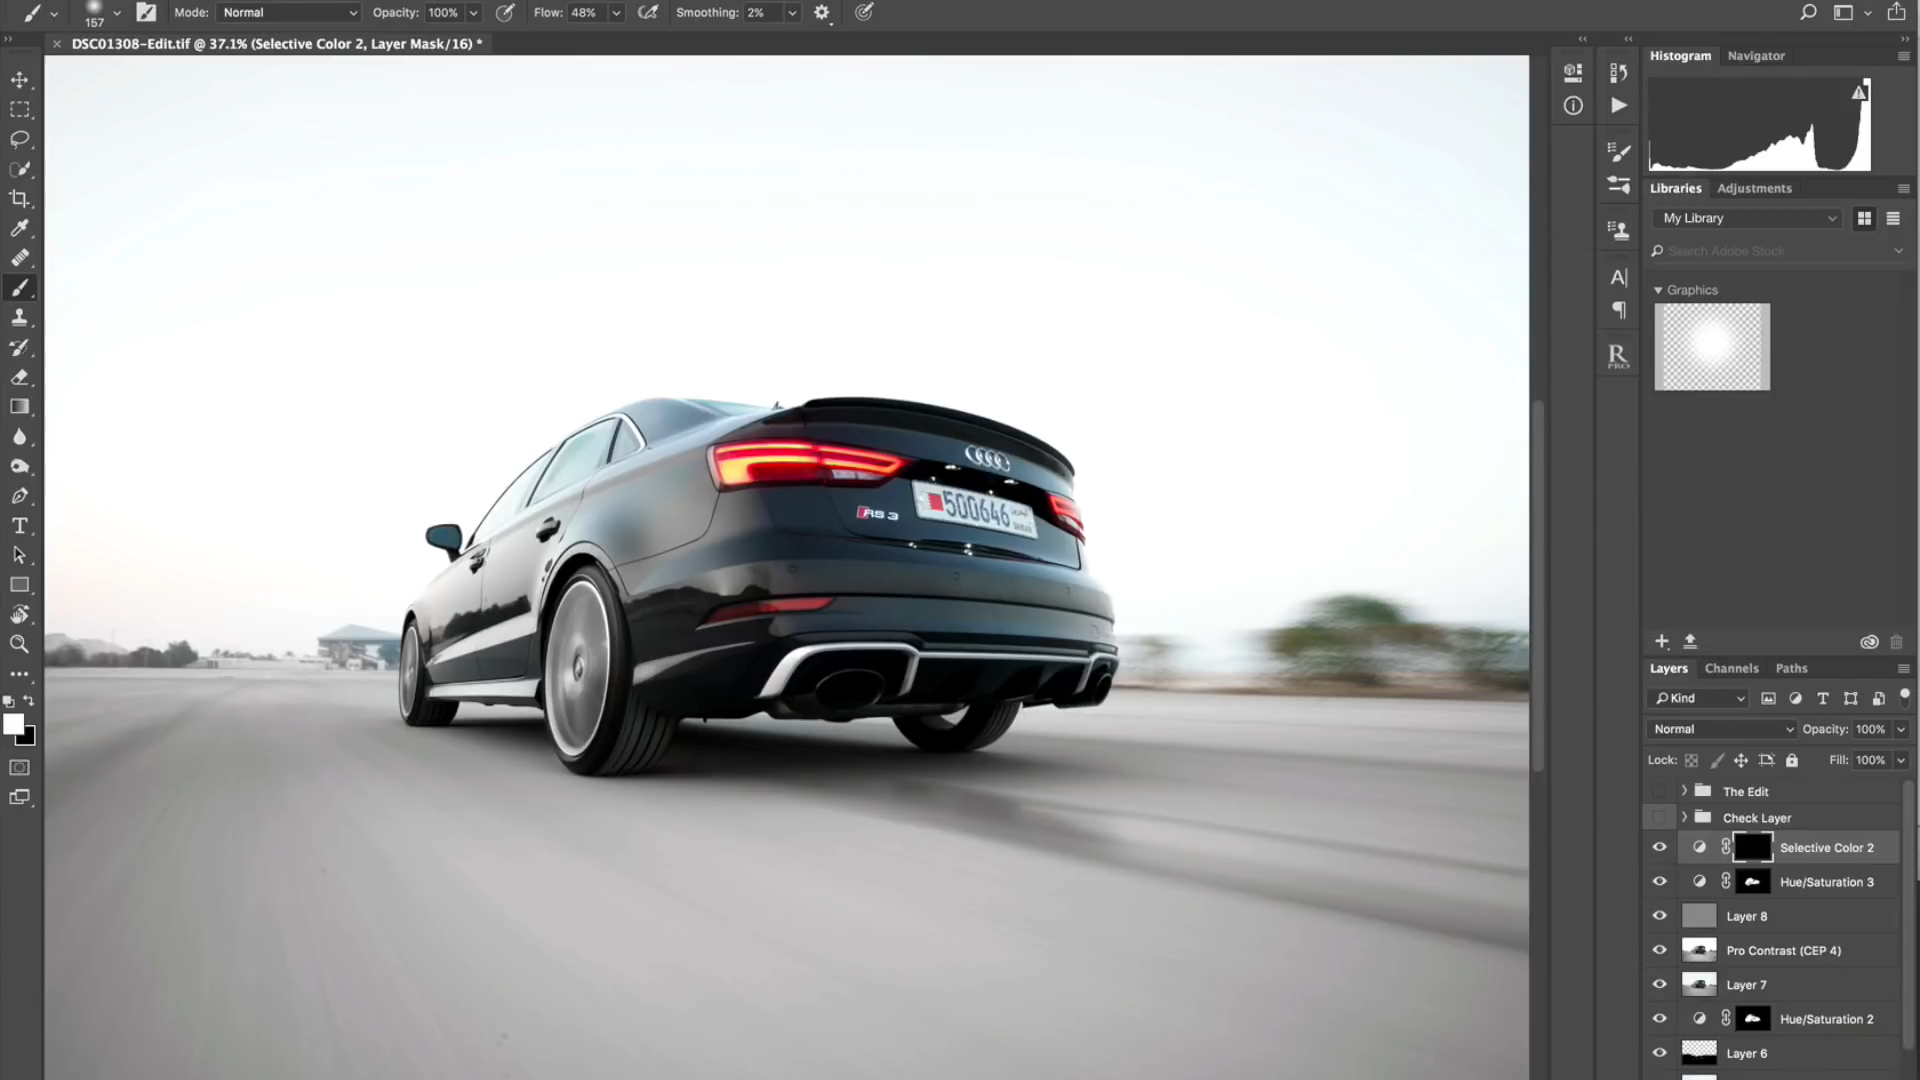 157
Mode: Normal
Opacity: 100%
Flow: 48%
Smoothing: 2%
DSC01308-Edit.tif @ 37.1% (Selective Color 2, Layer Mask/16) *
Histogram Navigator
Libraries Adjustments
My Library
Search Adobe Stock
Graphics
A|
R
PRO
T
RS 3
500646
Layers Channels Paths
Kind
T
Normal
Opacity: 100%
Lock:
Fill: 100%
The Edit
Check Layer
Selective Color 2
Hue/Saturation 3
Layer 8
Pro Contrast (CEP 4)
Layer 7
Hue/Saturation 2
Layer 6